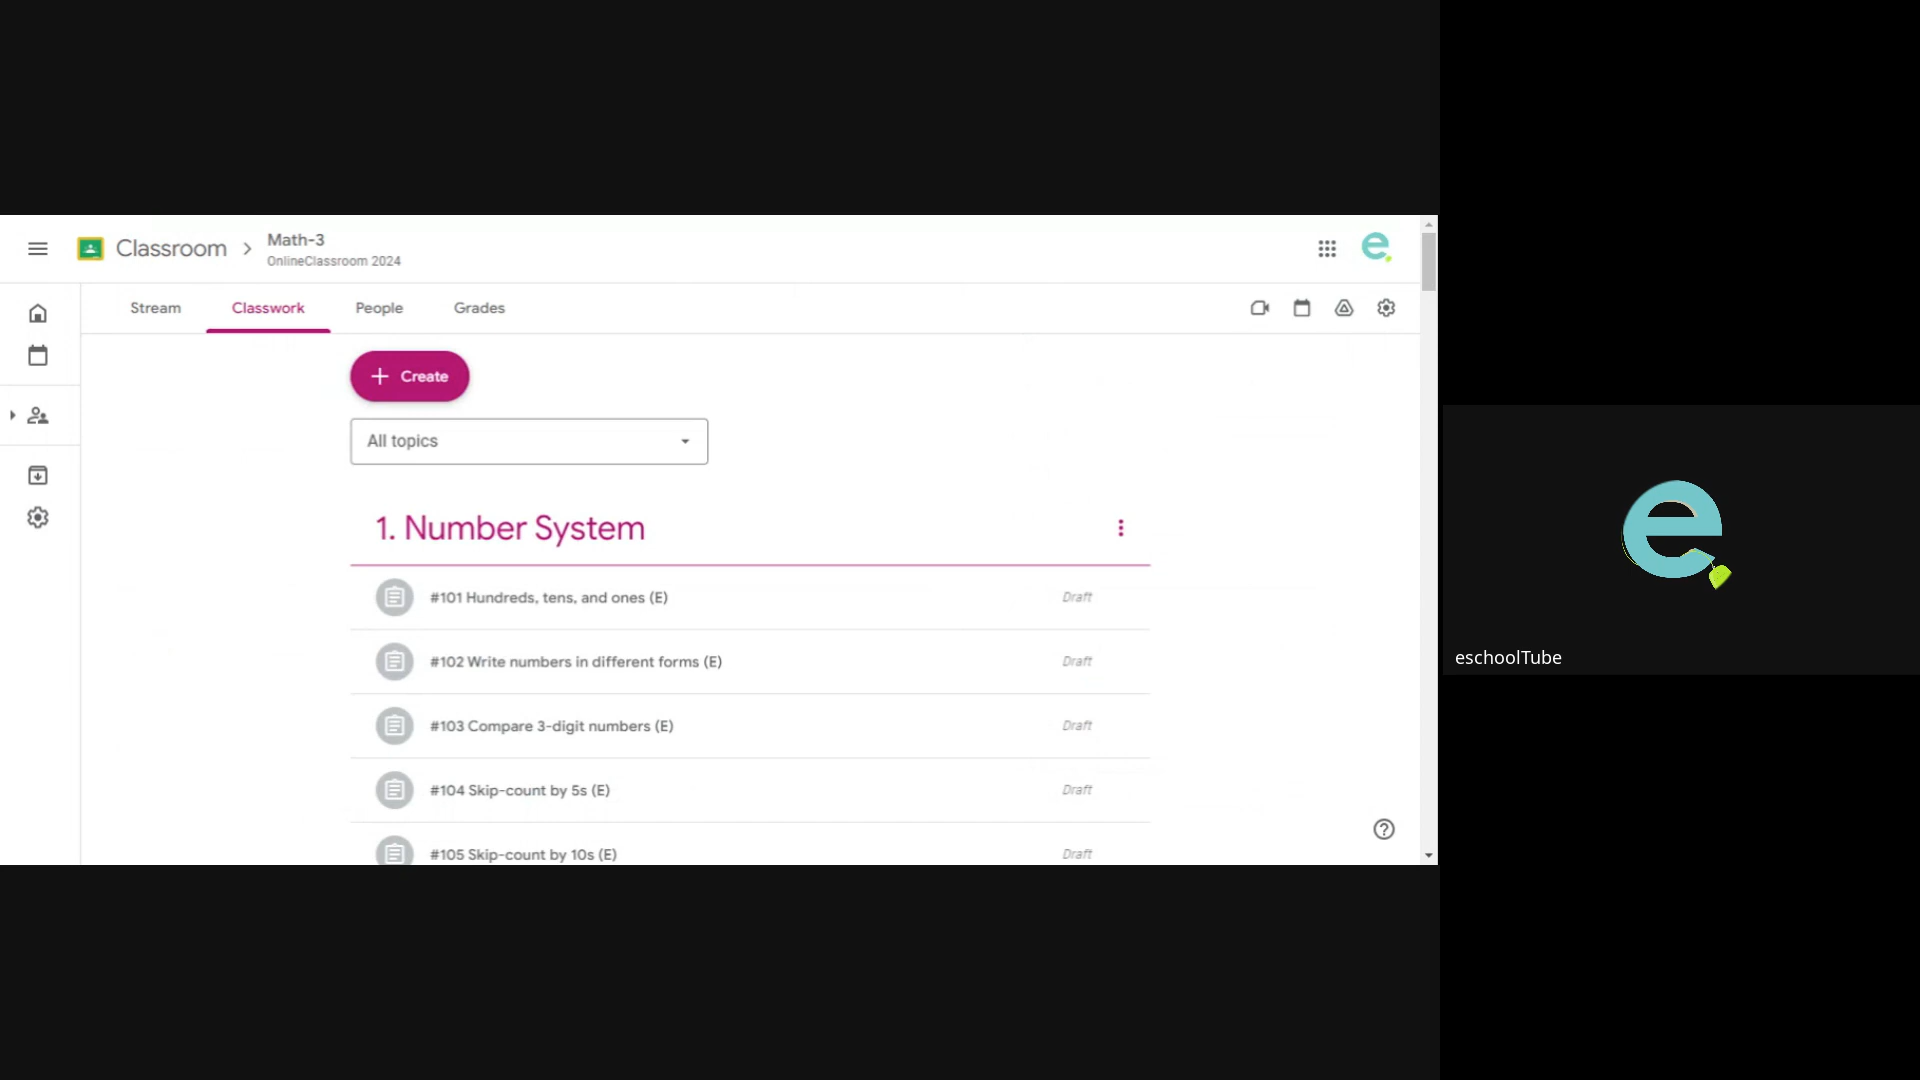 Classroom
Math-3
OnlineClassroom 2024
Stream
Classwork
People
Grades
Create
All topics
1. Number System
#101 Hundreds, tens, and ones (E)
Draft
#102 Write numbers in different forms (E)
Draft
#103 Compare 3-digit numbers (E)
Draft
#104 Skip-count by 5s (E)
Draft
#105 Skip-count by 10s (E)
Draft
e
eschoolTube